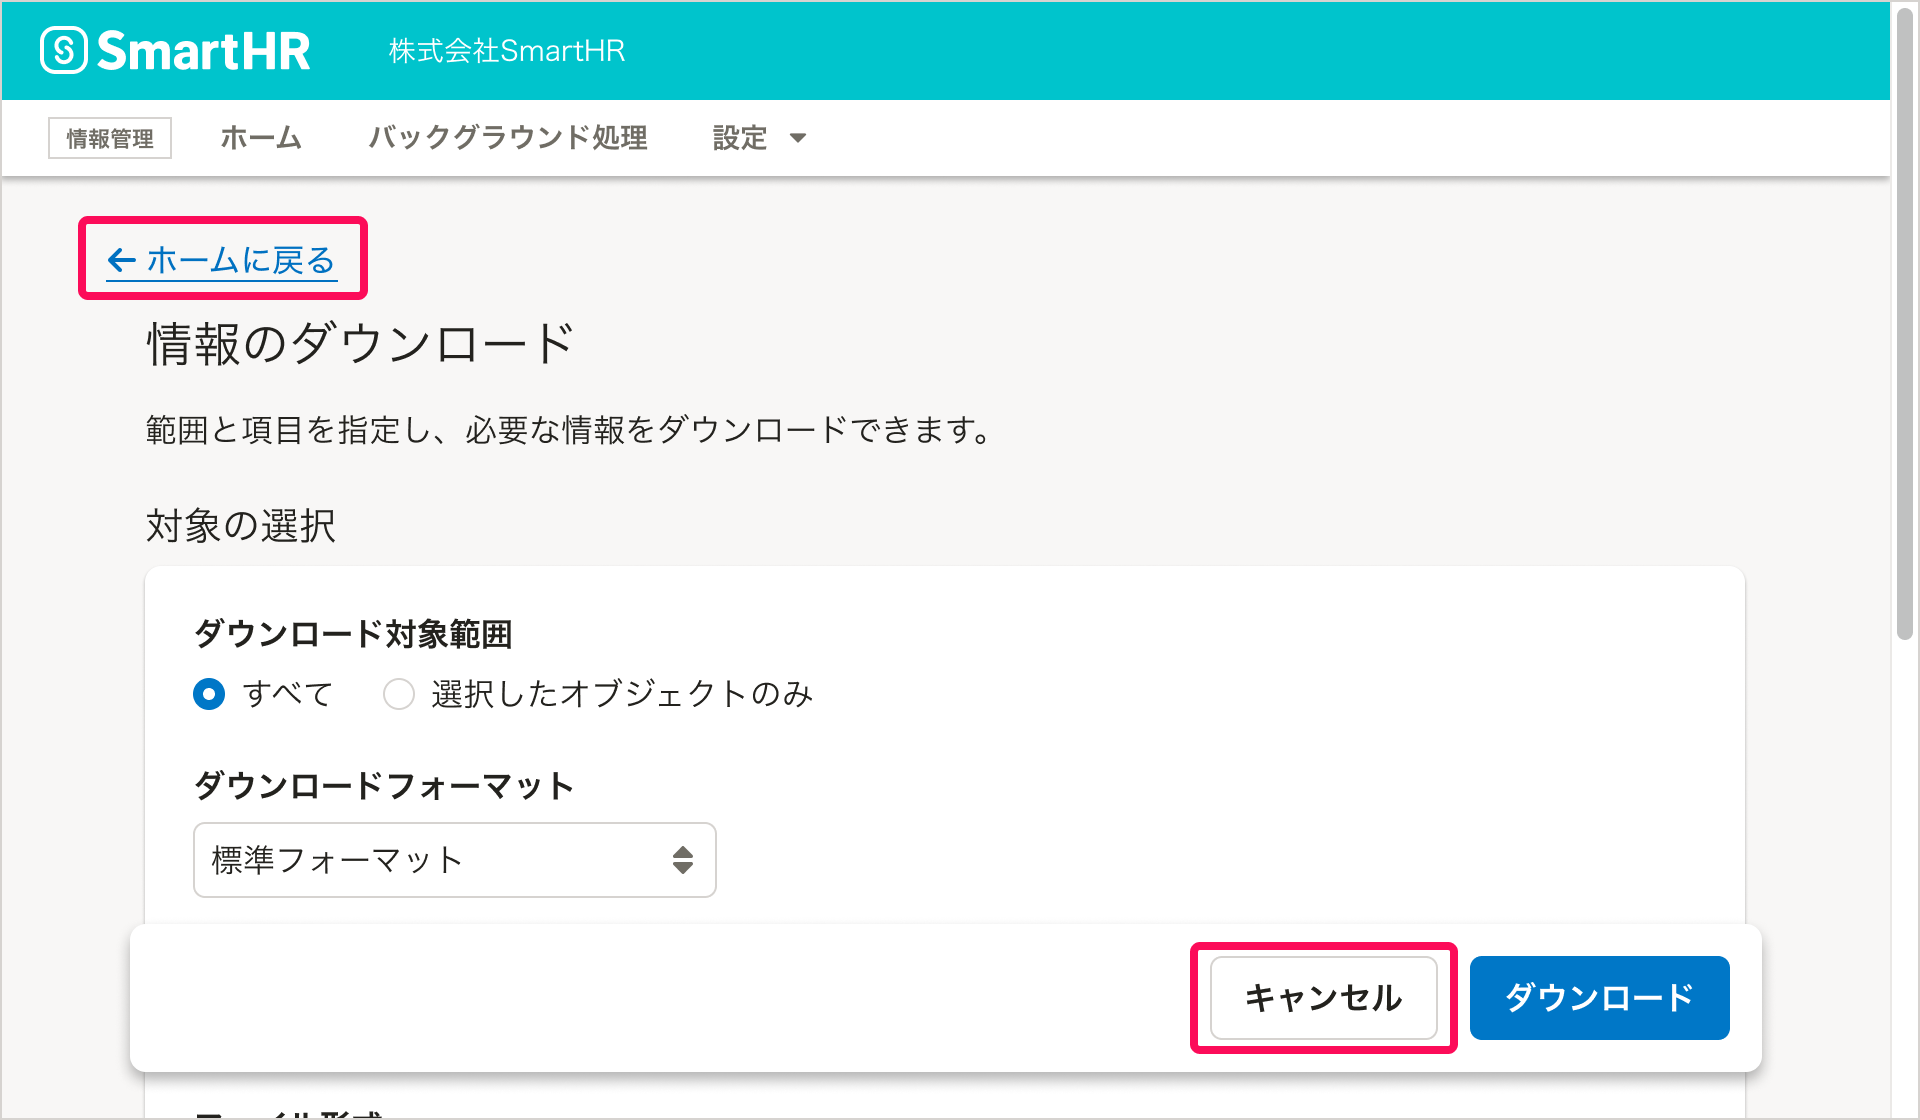 SmartHR 株式会社SmartHR
情報管理 ホーム バックグラウンド処理 設定
ホームに戻る
情報のダウンロード
範囲と項目を指定し、必要な情報をダウンロードできます。
対象の選択
ダウンロード対象範囲
すべて 選択したオブジェクトのみ
ダウンロードフォーマット
標準フォーマット
キャンセル ダウンロード